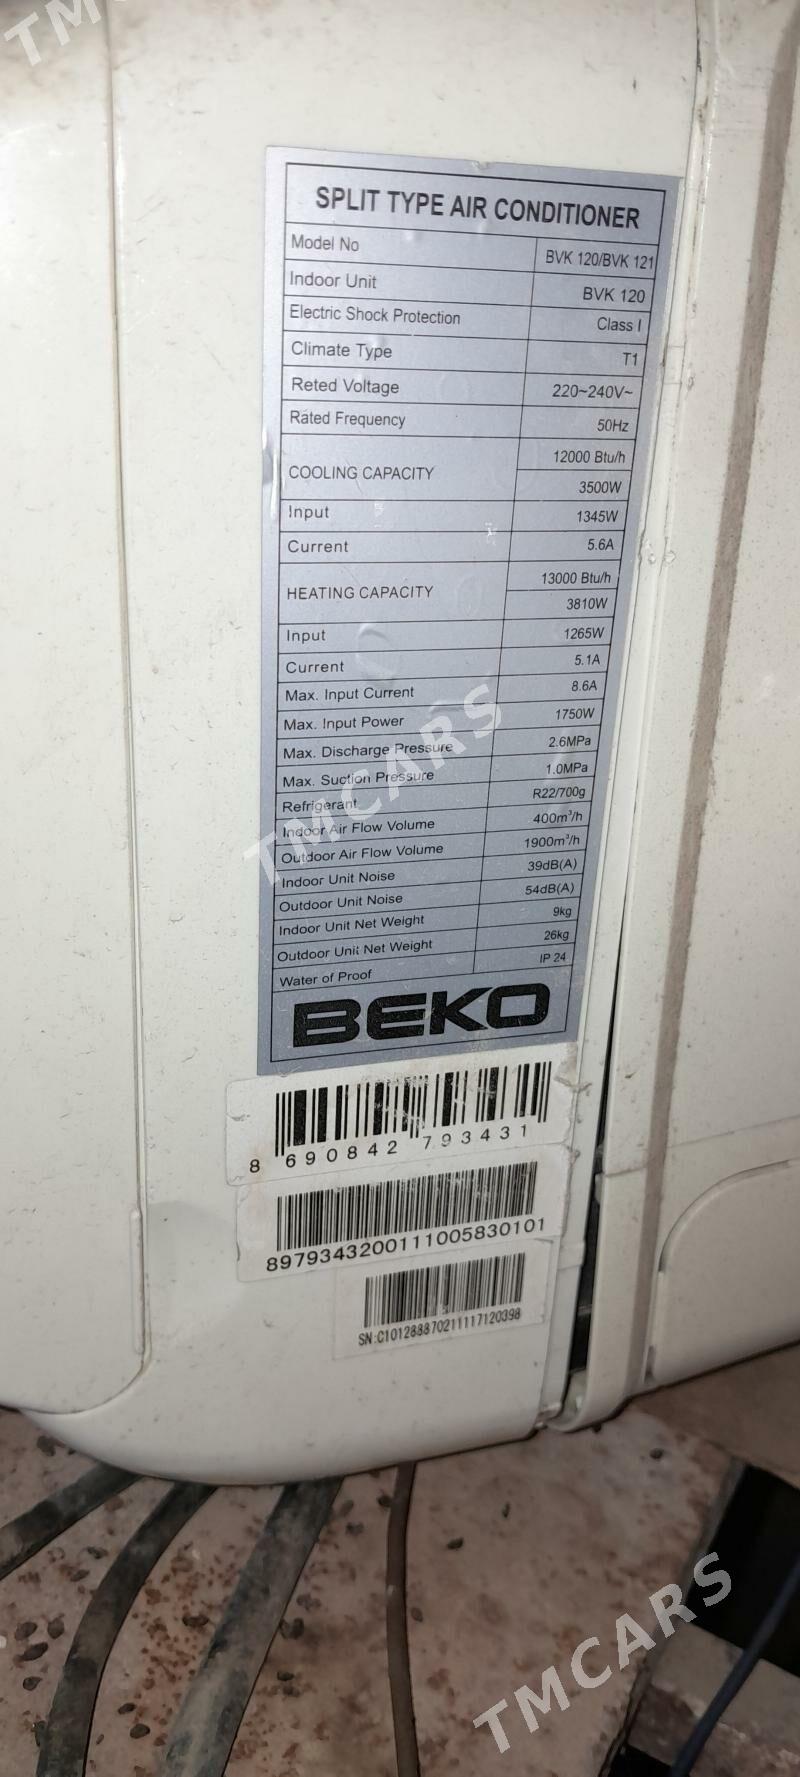 SPLIT TYPE AIR CONDITIONER
Model No BVK 120/BVK 121
Indoor Unit BVK 120
Electric Shock Protection Class I
Climate Type T1
Reted Voltage 220~240V~
Rated Frequency 50Hz
COOLING CAPACITY 12000 Btu/h
3500W
Input 1345W
Current 5.6A
HEATING CAPACITY 13000 Btu/h
3810W
Input 1265W
Current 5.1A
Max. Input Current 8.6A
Max. Input Power 1750W
Max. Discharge Pressure 2.6MPa
Max. Suction Pressure 1.0MPa
Refrigerant R22/700g
Indoor Air Flow Volume 400m³/h
Outdoor Air Flow Volume 1900m³/h
Indoor Unit Noise 39dB(A)
Outdoor Unit Noise 54dB(A)
Indoor Unit Net Weight 9kg
Outdoor Unit Net Weight 26kg
Water of Proof IP 24
BEKO
8 690842 793431
8979343200111005830101
SN:C101288870211117120398
TMCARS
TMCARS